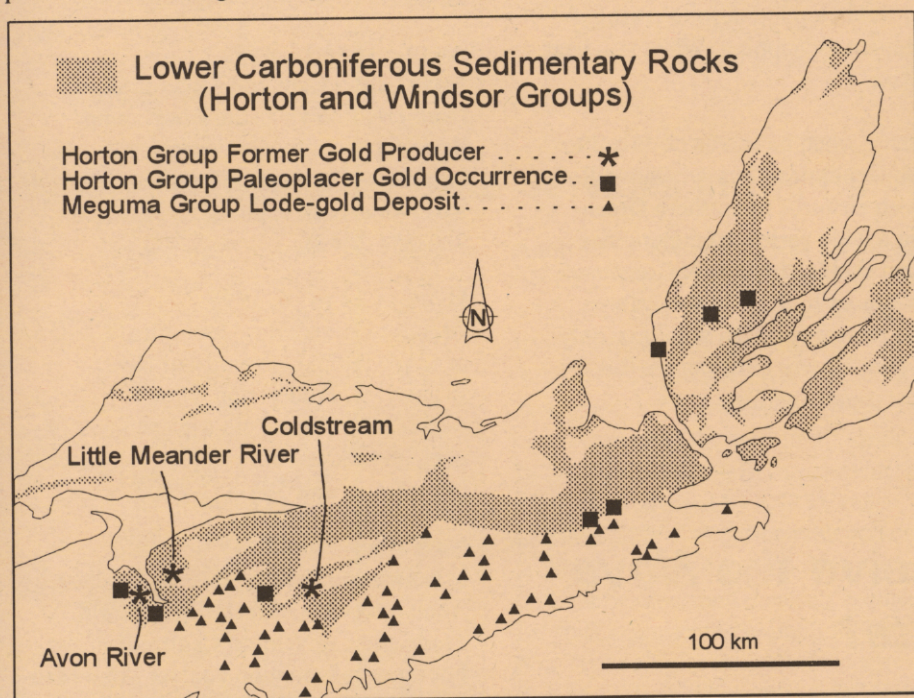 Lower Carboniferous Sedimentary Rocks
(Horton and Windsor Groups)
Horton Group Former Gold Producer . . . . . .
Horton Group Paleoplacer Gold Occurrence. . .
Meguma Group Lode-gold Deposit. . . . . . . .
N
Coldstream
Little Meander River
Avon River
100 km